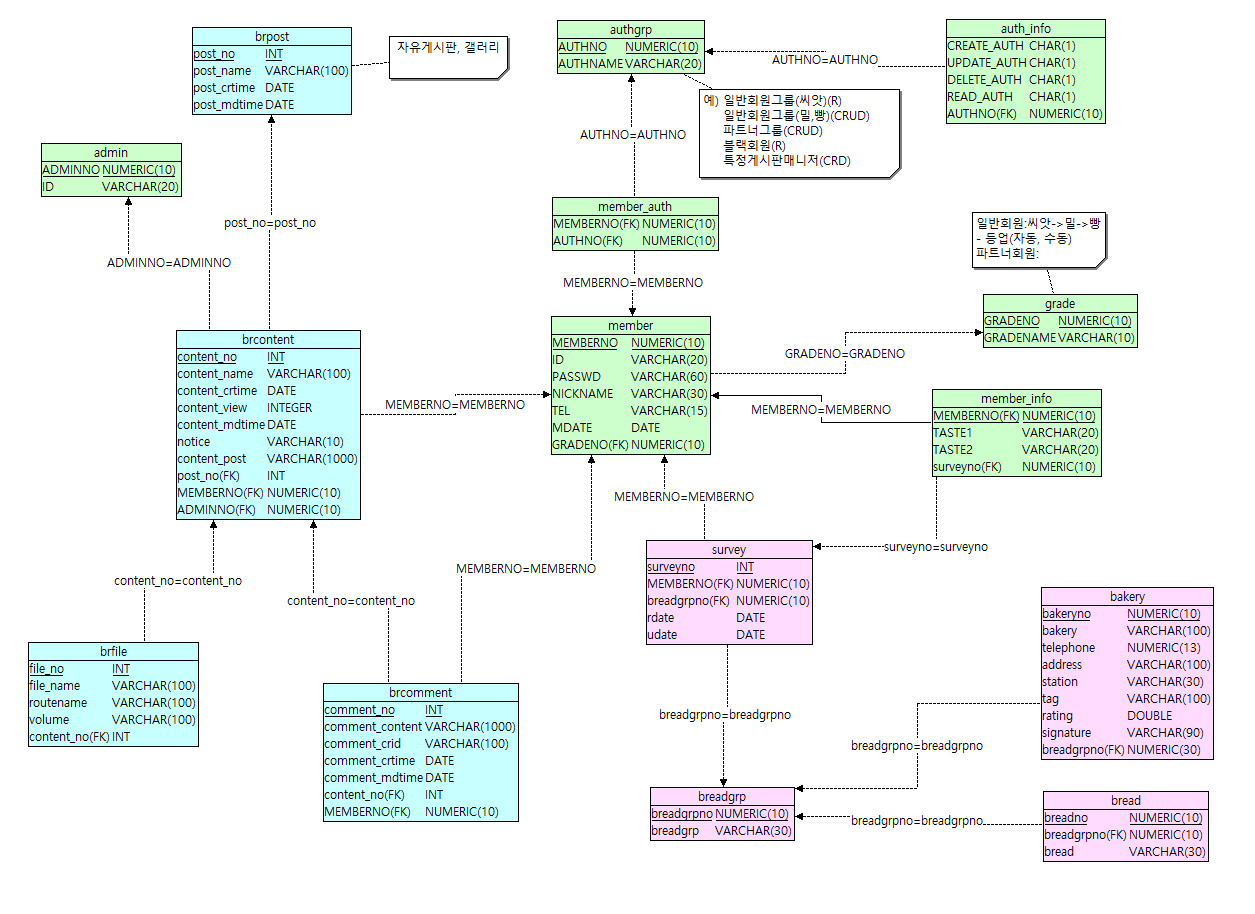 brpost
post_no INT
post_name VARCHAR(100)
post_crtime DATE
post_mdtime DATE
자유게시판, 갤러리
authgrp
AUTHNO NUMERIC(10)
AUTHNAME VARCHAR(20)
AUTHNO=AUTHNO
auth_info
CREATE_AUTH CHAR(1)
UPDATE_AUTH CHAR(1)
DELETE_AUTH CHAR(1)
READ_AUTH CHAR(1)
AUTHNO(FK) NUMERIC(10)
예) 일반회원그룹(씨앗)(R)
일반회원그룹(밀,빵)(CRUD)
파트너그룹(CRUD)
블랙회원(R)
특정게시판매니저(CRD)
AUTHNO=AUTHNO
admin
ADMINNO NUMERIC(10)
ID VARCHAR(20)
post_no=post_no
ADMINNO=ADMINNO
member_auth
MEMBERNO(FK) NUMERIC(10)
AUTHNO(FK) NUMERIC(10)
MEMBERNO=MEMBERNO
일반회원:씨앗->밀->빵
- 등업(자동, 수동)
파트너회원:
grade
GRADENO NUMERIC(10)
GRADENAME VARCHAR(10)
GRADENO=GRADENO
brcontent
content_no INT
content_name VARCHAR(100)
content_crtime DATE
content_view INTEGER
content_mdtime DATE
notice VARCHAR(10)
content_post VARCHAR(1000)
post_no(FK) INT
MEMBERNO(FK) NUMERIC(10)
ADMINNO(FK) NUMERIC(10)
MEMBERNO=MEMBERNO
member
MEMBERNO NUMERIC(10)
ID VARCHAR(20)
PASSWD VARCHAR(60)
NICKNAME VARCHAR(30)
TEL VARCHAR(15)
MDATE DATE
GRADENO(FK) NUMERIC(10)
MEMBERNO=MEMBERNO
member_info
MEMBERNO(FK) NUMERIC(10)
TASTE1 VARCHAR(20)
TASTE2 VARCHAR(20)
surveyno(FK) NUMERIC(10)
MEMBERNO=MEMBERNO
surveyno=surveyno
survey
surveyno INT
MEMBERNO(FK) NUMERIC(10)
breadgrpno(FK) NUMERIC(10)
rdate DATE
udate DATE
MEMBERNO=MEMBERNO
content_no=content_no
content_no=content_no
brfile
file_no INT
file_name VARCHAR(100)
routename VARCHAR(100)
volume VARCHAR(100)
content_no(FK) INT
brcomment
comment_no INT
comment_content VARCHAR(1000)
comment_crid VARCHAR(100)
comment_crtime DATE
comment_mdtime DATE
content_no(FK) INT
MEMBERNO(FK) NUMERIC(10)
bakery
bakeryno NUMERIC(10)
bakery VARCHAR(100)
telephone NUMERIC(13)
address VARCHAR(100)
station VARCHAR(30)
tag VARCHAR(100)
rating DOUBLE
signature VARCHAR(90)
breadgrpno(FK) NUMERIC(30)
breadgrpno=breadgrpno
breadgrpno=breadgrpno
breadgrp
breadgrpno NUMERIC(10)
breadgrp VARCHAR(30)
breadgrpno=breadgrpno
bread
breadno NUMERIC(10)
breadgrpno(FK) NUMERIC(10)
bread VARCHAR(30)